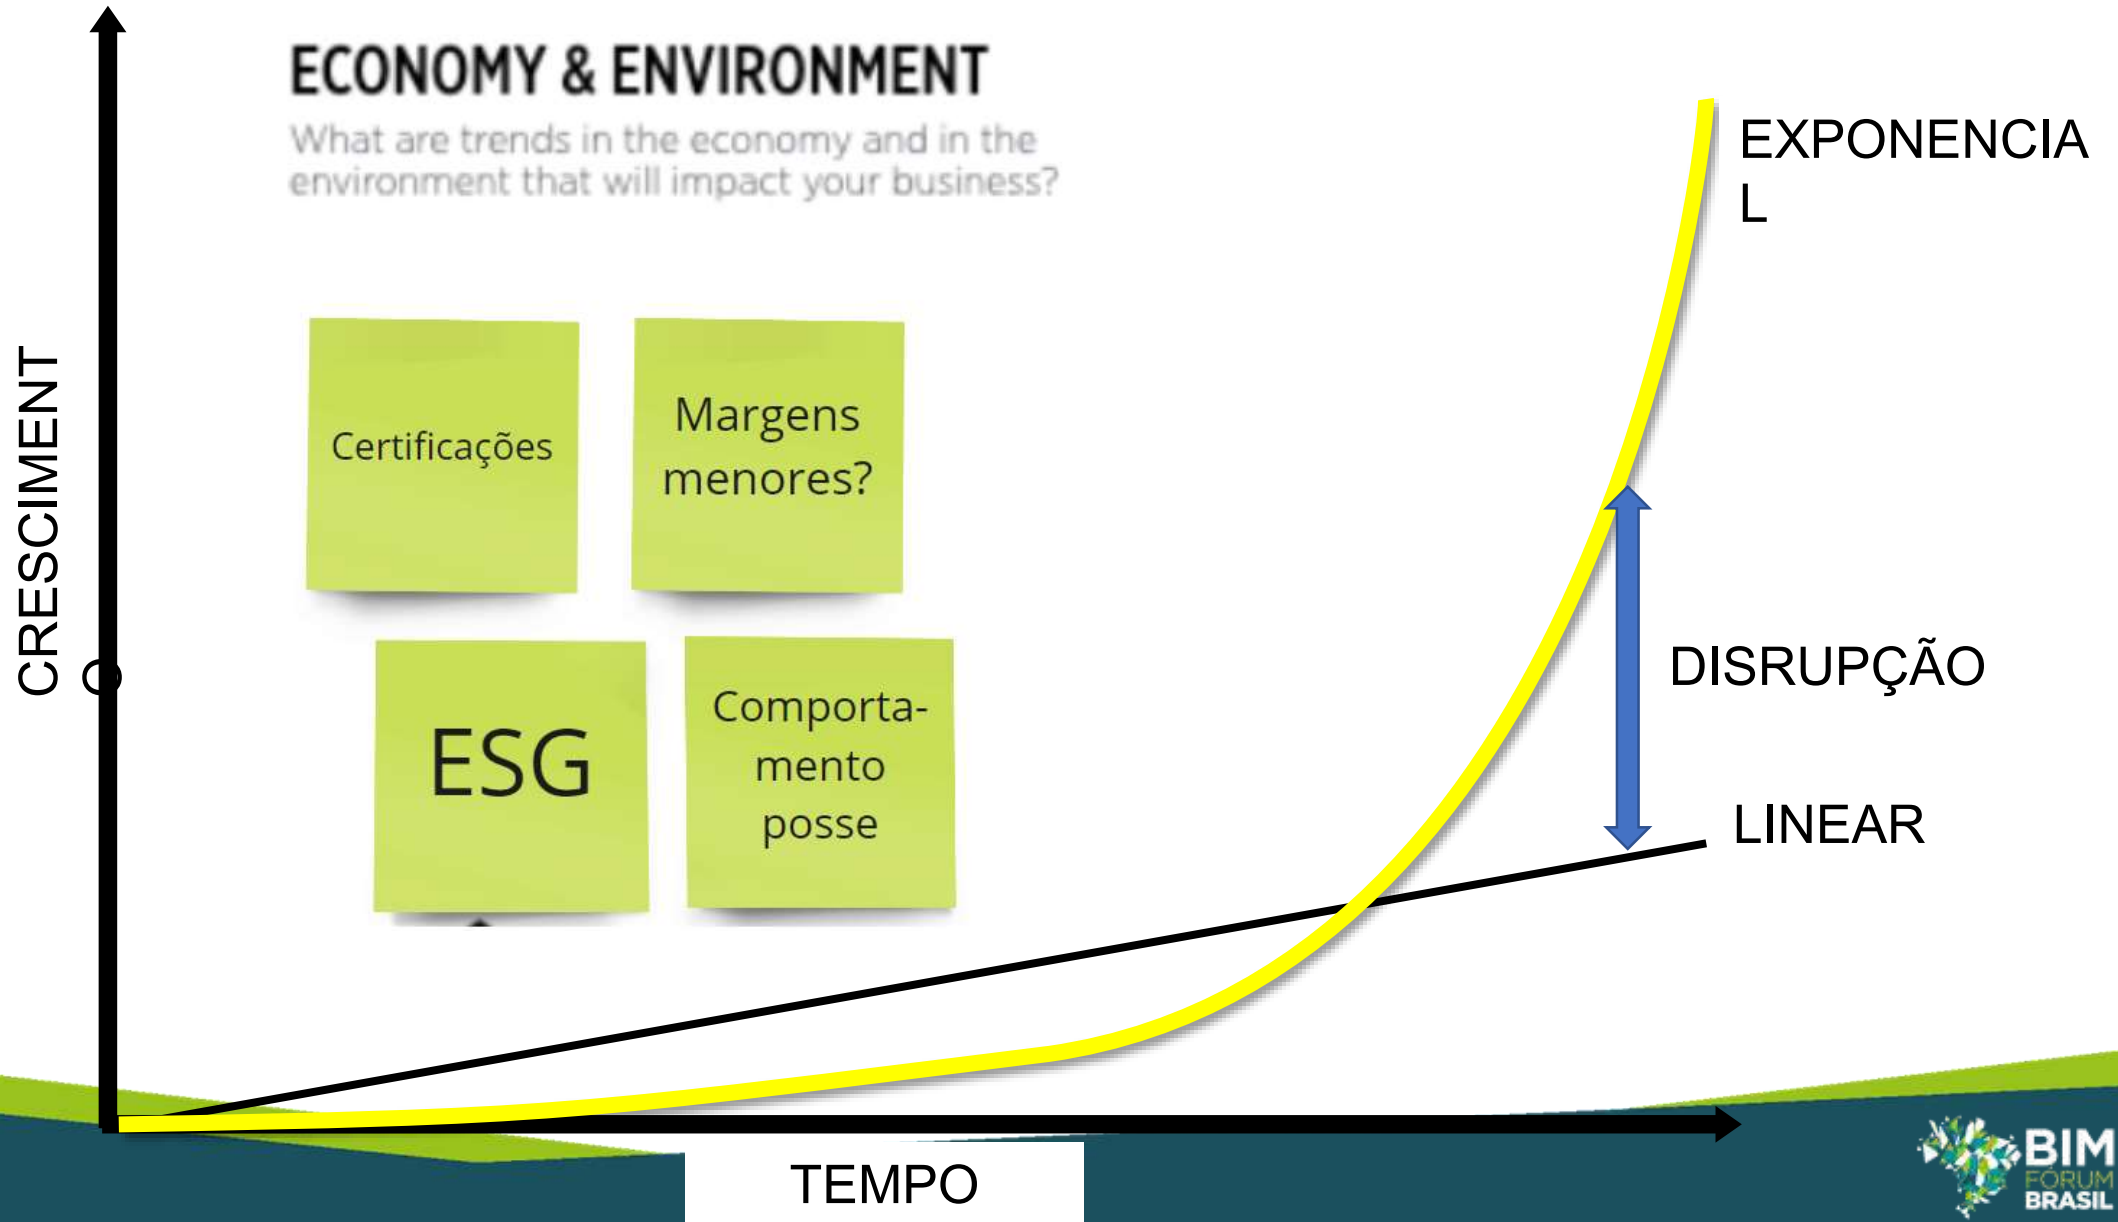 ECONOMY & ENVIRONMENT
What are trends in the economy and in the
environment that will impact your business?
EXPONENCIA
L
CRESCIMENT
O
Certificações
Margens
menores?
ESG
Comporta-
mento
posse
DISRUPÇÃO
LINEAR
TEMPO
BIM
FÓRUM
BRASIL